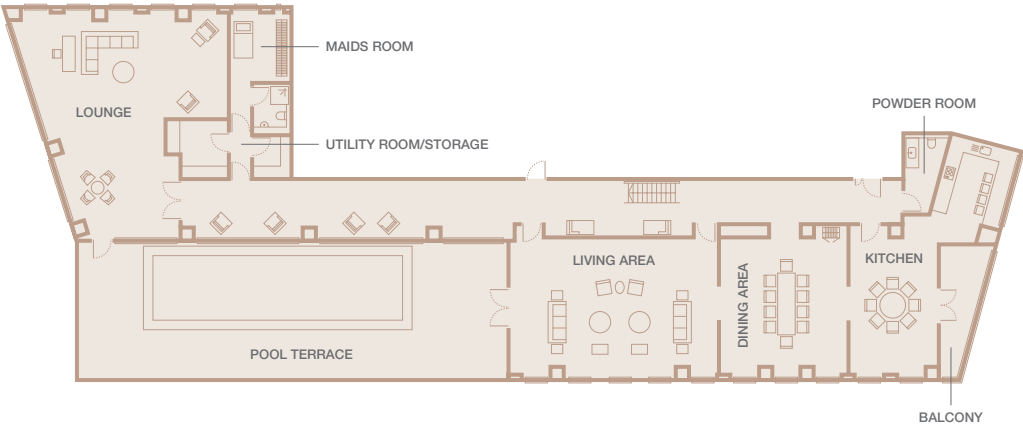 MAIDS ROOM
POWDER ROOM
LOUNGE
UTILITY ROOM/STORAGE
LIVING AREA
KITCHEN
DINING AREA
POOL TERRACE
BALCONY